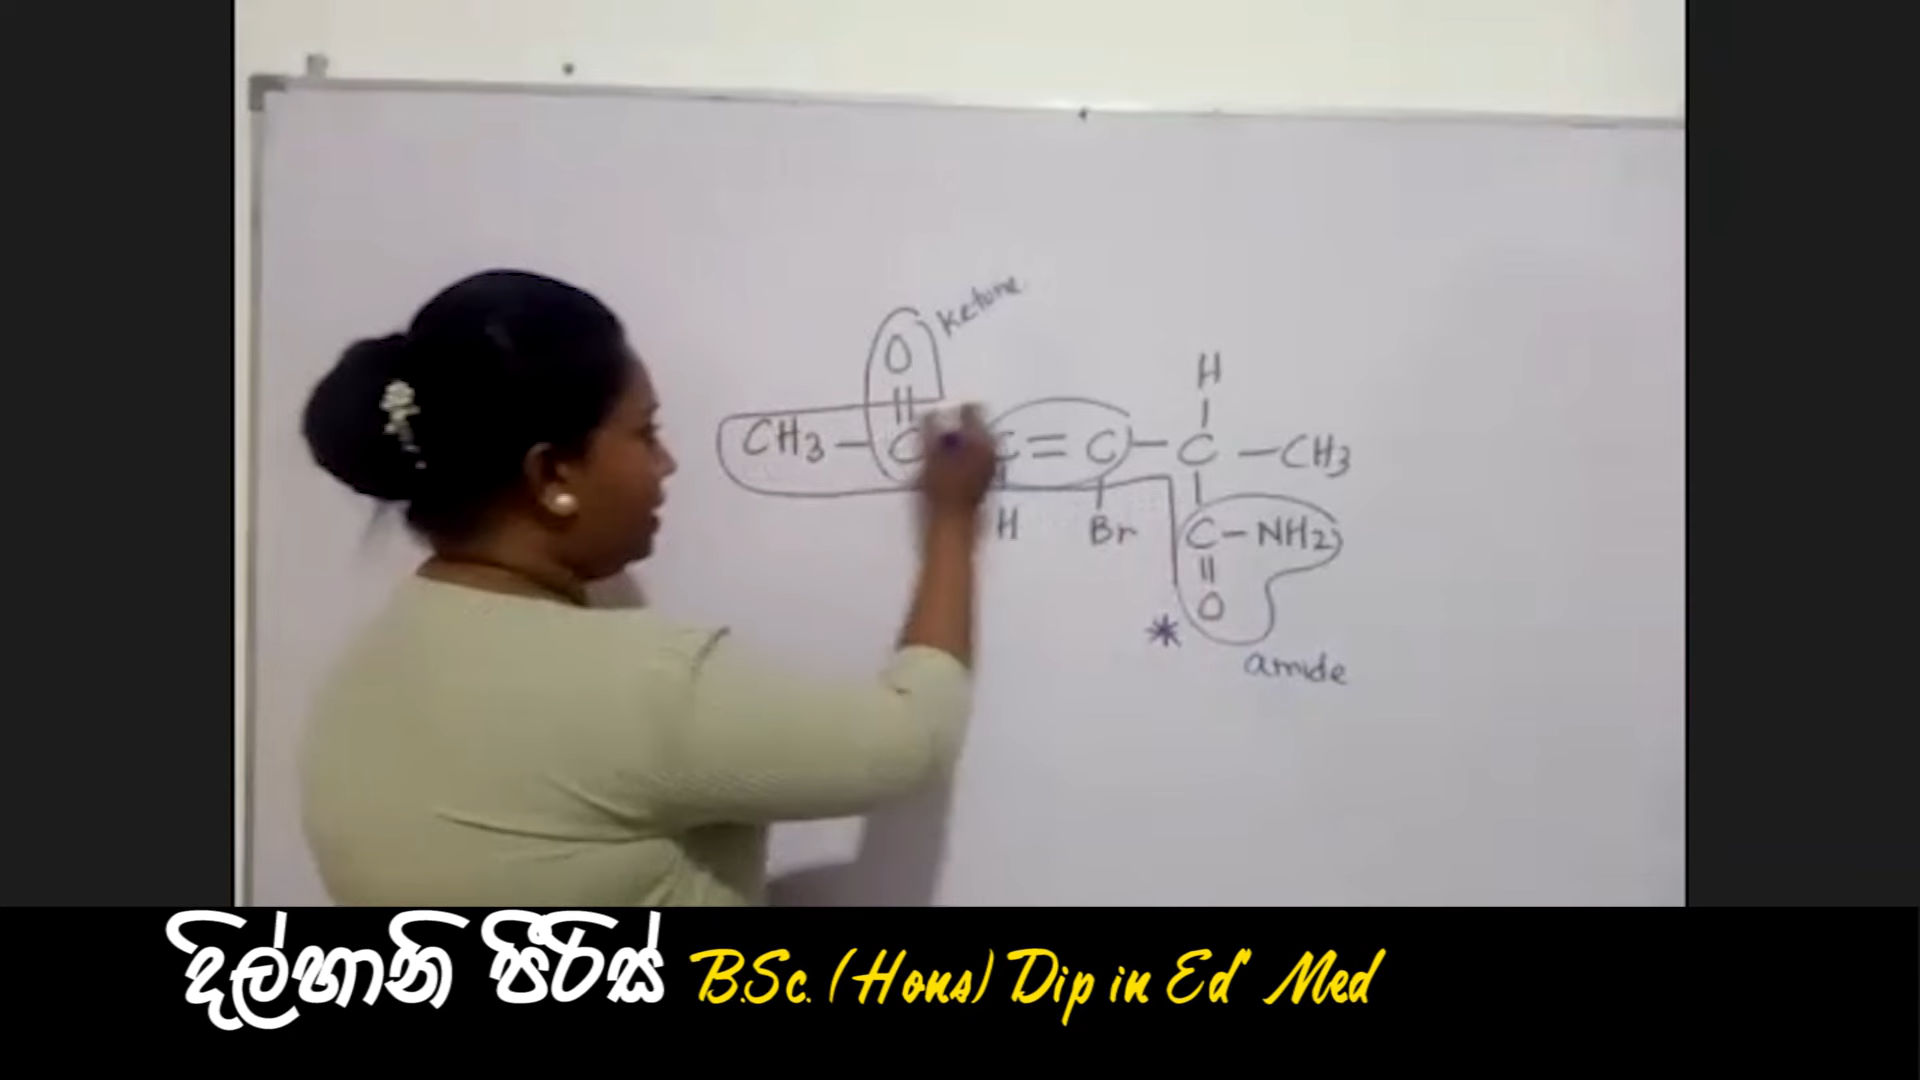 Ketone
O
||
H
CH3 – C C = C – C – CH3
H Br C – NH2
||
O
*
amide
දිල්හානි පීරිස් B.Sc. (Hons) Dip in Ed Med